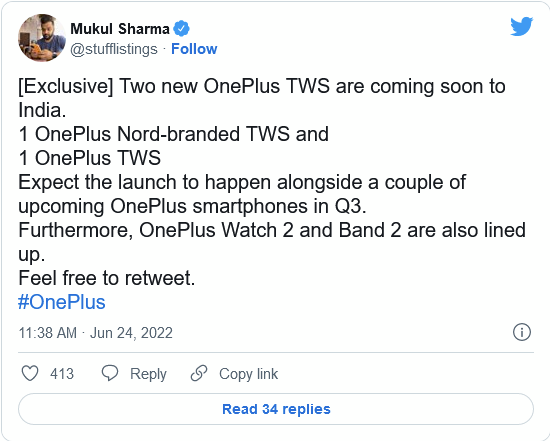 Mukul Sharma
@stufflistings · Follow
[Exclusive] Two new OnePlus TWS are coming soon to
India.
1 OnePlus Nord-branded TWS and
1 OnePlus TWS
Expect the launch to happen alongside a couple of
upcoming OnePlus smartphones in Q3.
Furthermore, OnePlus Watch 2 and Band 2 are also lined
up.
Feel free to retweet.
#OnePlus
11:38 AM · Jun 24, 2022
413 Reply Copy link
Read 34 replies